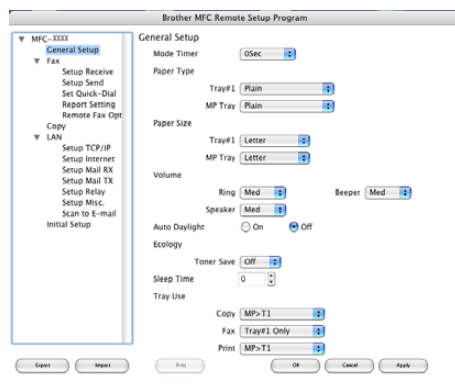 Brother MFC Remote Setup Program
MFC-XXXX
General Setup
Fax
Setup Receive
Setup Send
Set Quick-Dial
Report Setting
Remote Fax Opt
Copy
LAN
Setup TCP/IP
Setup Internet
Setup Mail RX
Setup Mail TX
Setup Relay
Setup Misc.
Scan to E-mail
Initial Setup
General Setup
Mode Timer 0Sec
Paper Type
Tray#1 Plain
MP Tray Plain
Paper Size
Tray#1 Letter
MP Tray Letter
Volume
Ring Med Beeper Med
Speaker Med
Auto Daylight On Off
Ecology
Toner Save Off
Sleep Time 0
Tray Use
Copy MP>T1
Fax Tray#1 Only
Print MP>T1
Export Import Print OK Cancel Apply